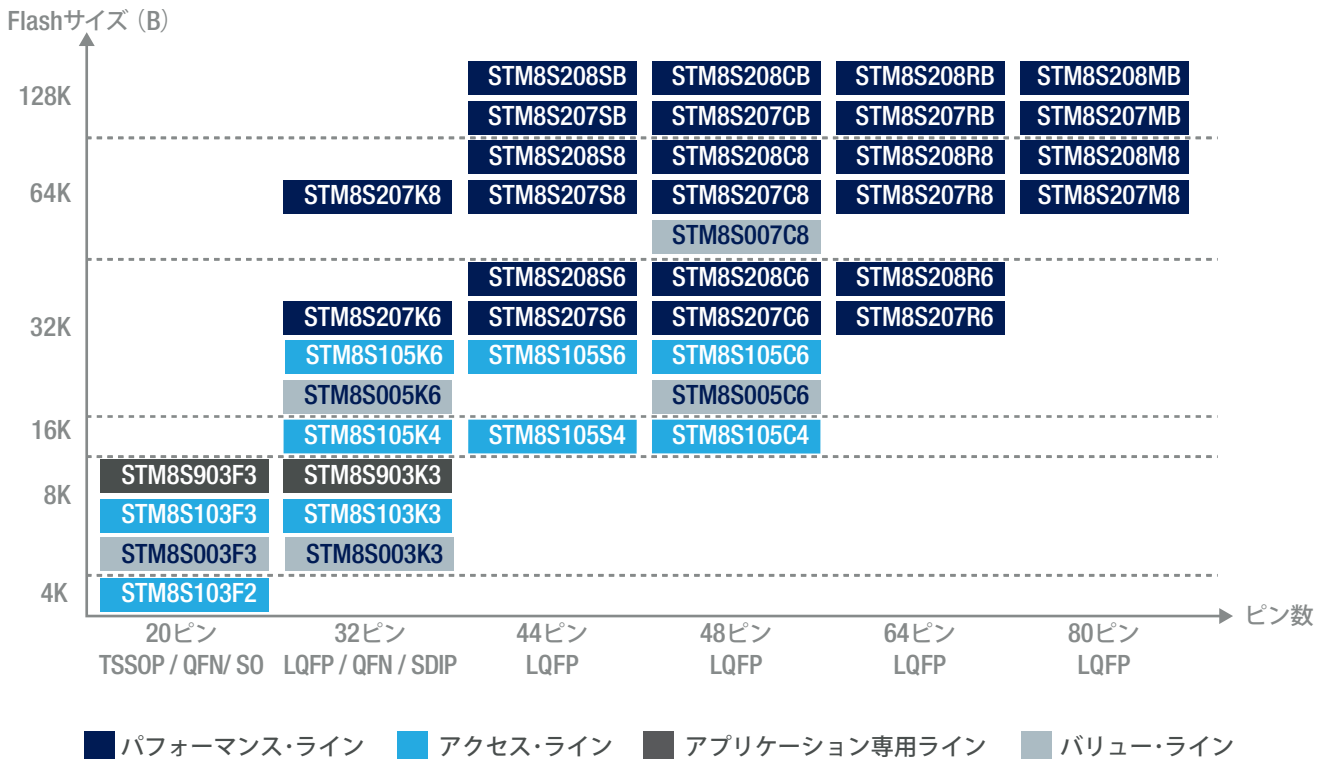 Flashサイズ（B）
128K
STM8S208SB STM8S208CB STM8S208RB STM8S208MB
STM8S207SB STM8S207CB STM8S207RB STM8S207MB
64K
STM8S208S8 STM8S208C8 STM8S208R8 STM8S208M8
STM8S207K8 STM8S207S8 STM8S207C8 STM8S207R8 STM8S207M8
STM8S007C8
32K
STM8S208S6 STM8S208C6 STM8S208R6
STM8S207K6 STM8S207S6 STM8S207C6 STM8S207R6
STM8S105K6 STM8S105S6 STM8S105C6
STM8S005K6 STM8S005C6
16K
STM8S105K4 STM8S105S4 STM8S105C4
8K
STM8S903F3 STM8S903K3
STM8S103F3 STM8S103K3
STM8S003F3 STM8S003K3
4K
STM8S103F2
ピン数
20ピン 32ピン 44ピン 48ピン 64ピン 80ピン
TSSOP / QFN/ SO LQFP / QFN / SDIP LQFP LQFP LQFP LQFP
パフォーマンス・ライン アクセス・ライン アプリケーション専用ライン バリュー・ライン